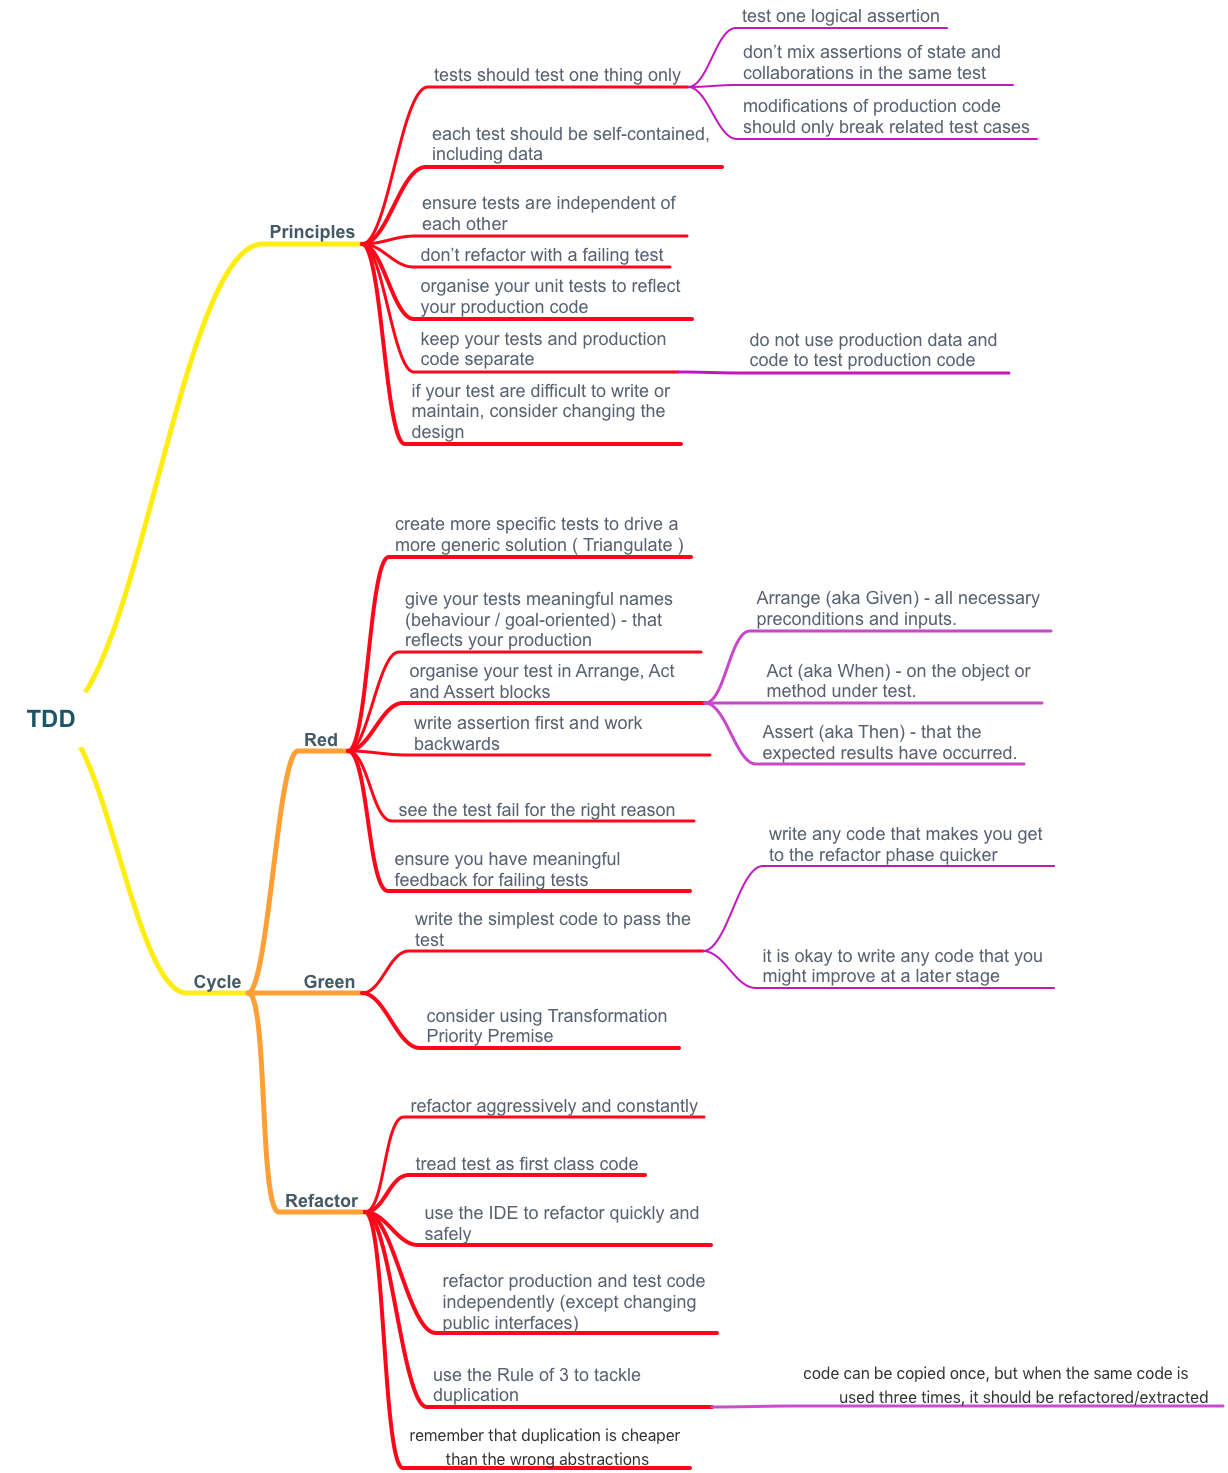 TDD
Principles
tests should test one thing only
test one logical assertion
don’t mix assertions of state and
collaborations in the same test
modifications of production code
should only break related test cases
each test should be self-contained,
including data
ensure tests are independent of
each other
don’t refactor with a failing test
organise your unit tests to reflect
your production code
keep your tests and production
code separate
do not use production data and
code to test production code
if your test are difficult to write or
maintain, consider changing the
design
Cycle
Red
create more specific tests to drive a
more generic solution ( Triangulate )
give your tests meaningful names
(behaviour / goal-oriented) - that
reflects your production
organise your test in Arrange, Act
and Assert blocks
Arrange (aka Given) - all necessary
preconditions and inputs.
Act (aka When) - on the object or
method under test.
Assert (aka Then) - that the
expected results have occurred.
write assertion first and work
backwards
see the test fail for the right reason
ensure you have meaningful
feedback for failing tests
Green
write the simplest code to pass the
test
write any code that makes you get
to the refactor phase quicker
it is okay to write any code that you
might improve at a later stage
consider using Transformation
Priority Premise
Refactor
refactor aggressively and constantly
tread test as first class code
use the IDE to refactor quickly and
safely
refactor production and test code
independently (except changing
public interfaces)
use the Rule of 3 to tackle
duplication
code can be copied once, but when the same code is
used three times, it should be refactored/extracted
remember that duplication is cheaper
than the wrong abstractions